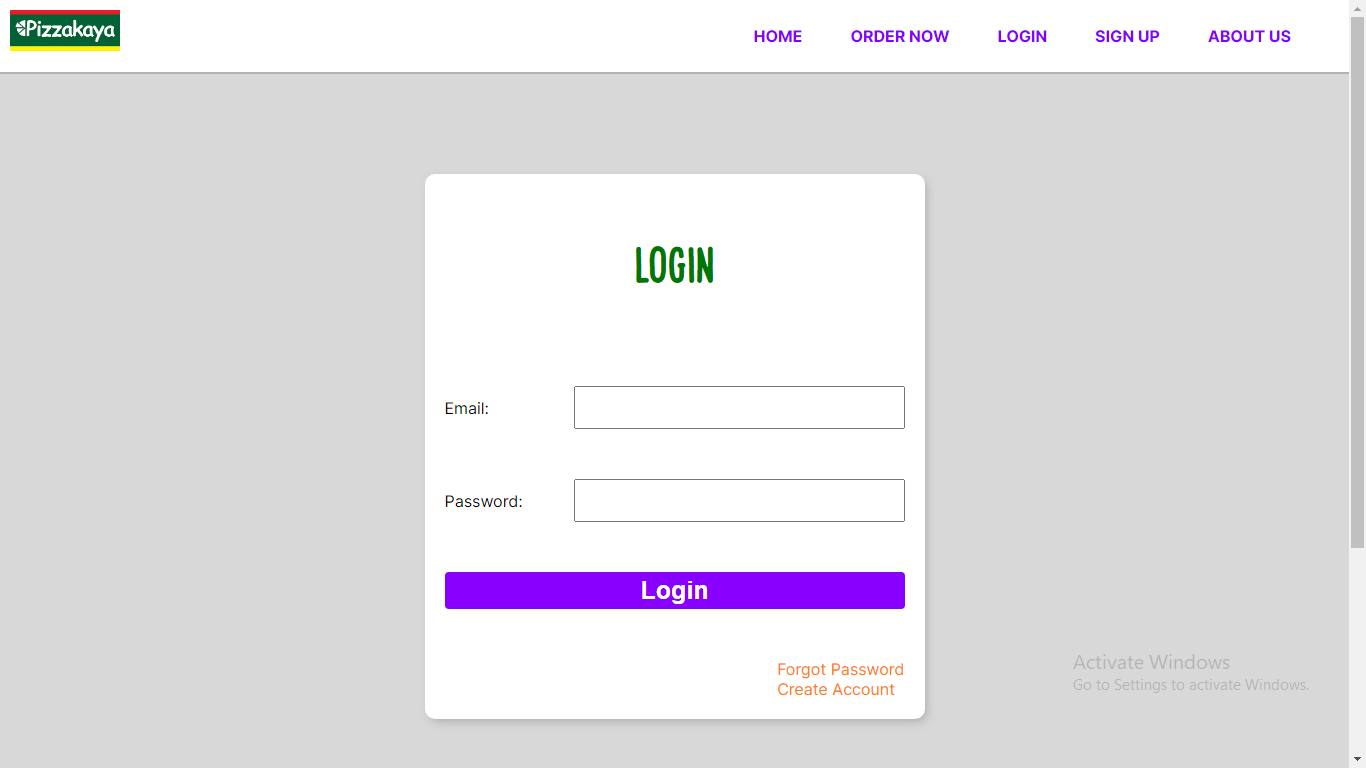 Pizzakaya
HOME ORDER NOW LOGIN SIGN UP ABOUT US
LOGIN
Email:
Password:
Login
Forgot Password
Create Account
Activate Windows
Go to Settings to activate Windows.